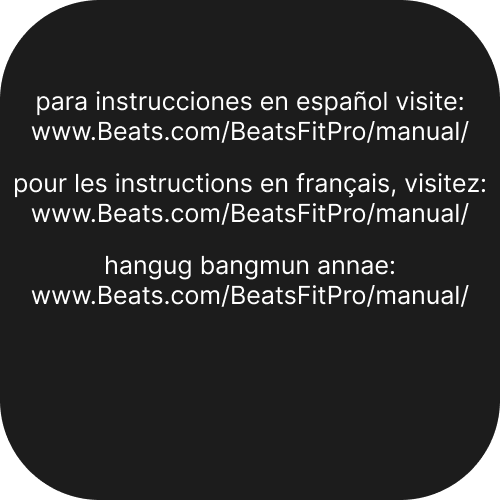 para instrucciones en español visite:
www.Beats.com/BeatsFitPro/manual/
pour les instructions en français, visitez:
www.Beats.com/BeatsFitPro/manual/
hangug bangmun annae:
www.Beats.com/BeatsFitPro/manual/